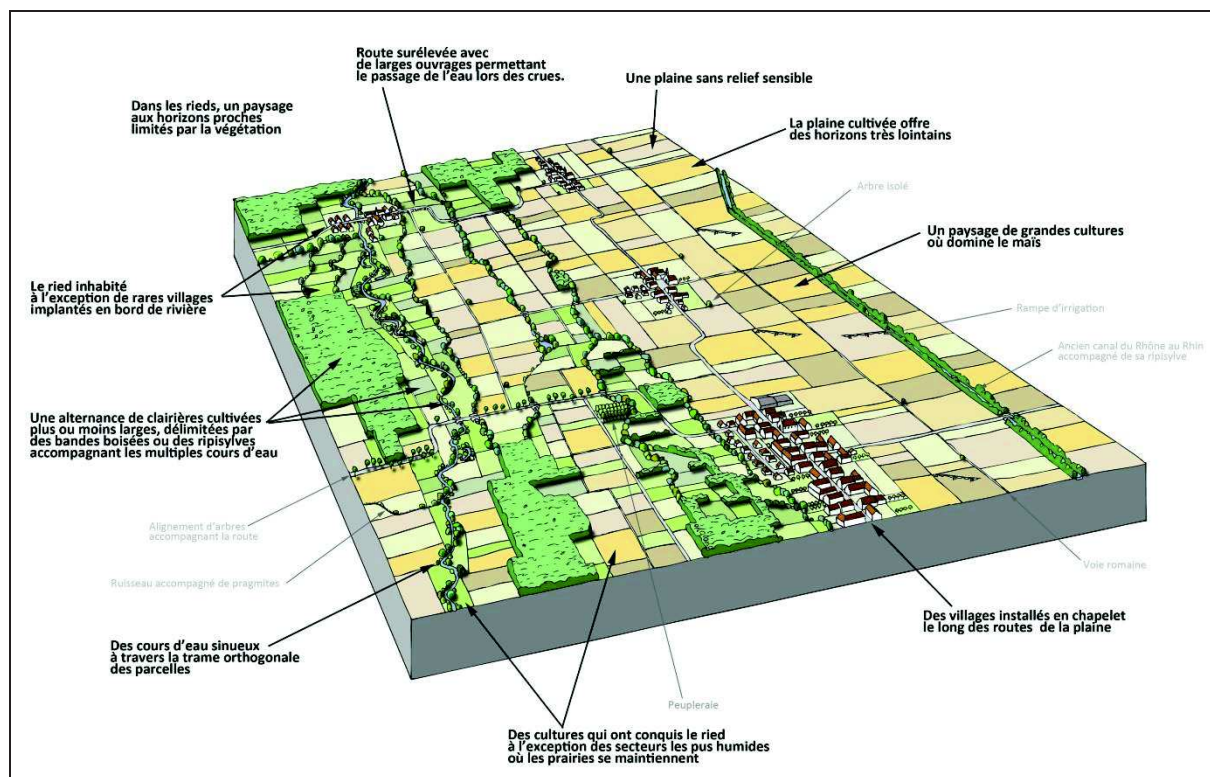 Route surélevée avec
de larges ouvrages permettant
le passage de l'eau lors des crues.
Une plaine sans relief sensible
Dans les rieds, un paysage
aux horizons proches
limités par la végétation
La plaine cultivée offre
des horizons très lointains
Arbre isolé
Un paysage de grandes cultures
où domine le maïs
Le ried inhabité
à l'exception de rares villages
implantés en bord de rivière
Rampe d'irrigation
Ancien canal du Rhône au Rhin
accompagné de sa ripisylve
Une alternance de clairières cultivées
plus ou moins larges, délimitées par
des bandes boisées ou des ripisylves
accompagnant les multiples cours d'eau
Alignement d'arbres
accompagnant la route
Ruisseau accompagné de pragmites
Voie romaine
Des villages installés en chapelet
le long des routes de la plaine
Des cours d'eau sinueux
à travers la trame orthogonale
des parcelles
Peupleraie
Des cultures qui ont conquis le ried
à l'exception des secteurs les pus humides
où les prairies se maintiennent